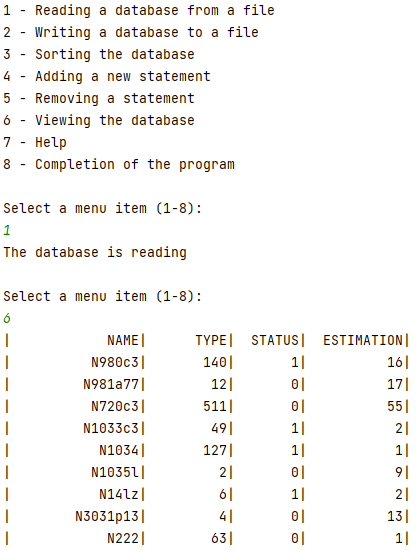 1 - Reading a database from a file
2 - Writing a database to a file
3 - Sorting the database
4 - Adding a new statement
5 - Removing a statement
6 - Viewing the database
7 - Help
8 - Completion of the program
Select a menu item (1-8):
1
The database is reading
Select a menu item (1-8):
6
|            NAME|      TYPE|  STATUS|  ESTIMATION|
|          N980c3|       140|       1|          16|
|         N981a77|        12|       0|          17|
|          N720c3|       511|       0|          55|
|         N1033c3|        49|       1|           2|
|           N1034|       127|       1|           1|
|          N1035l|         2|       0|           9|
|           N14lz|         6|       1|           2|
|        N3031p13|         4|       0|          13|
|            N222|        63|       0|           1|